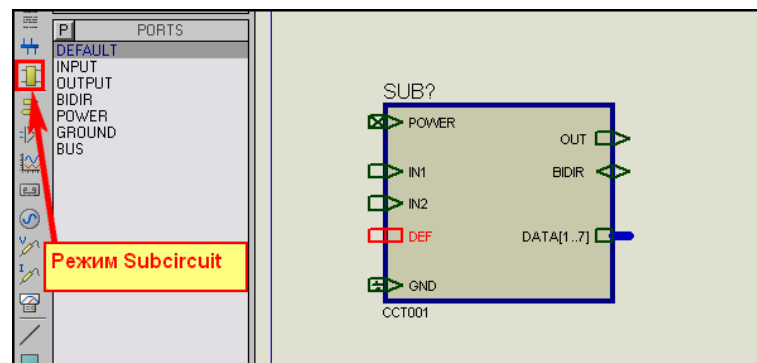 P PORTS
DEFAULT
INPUT
OUTPUT
BIDIR
POWER
GROUND
BUS
Режим Subcircuit
SUB?
POWER
OUT
IN1
BIDIR
IN2
DEF
DATA[1..7]
GND
CCT001